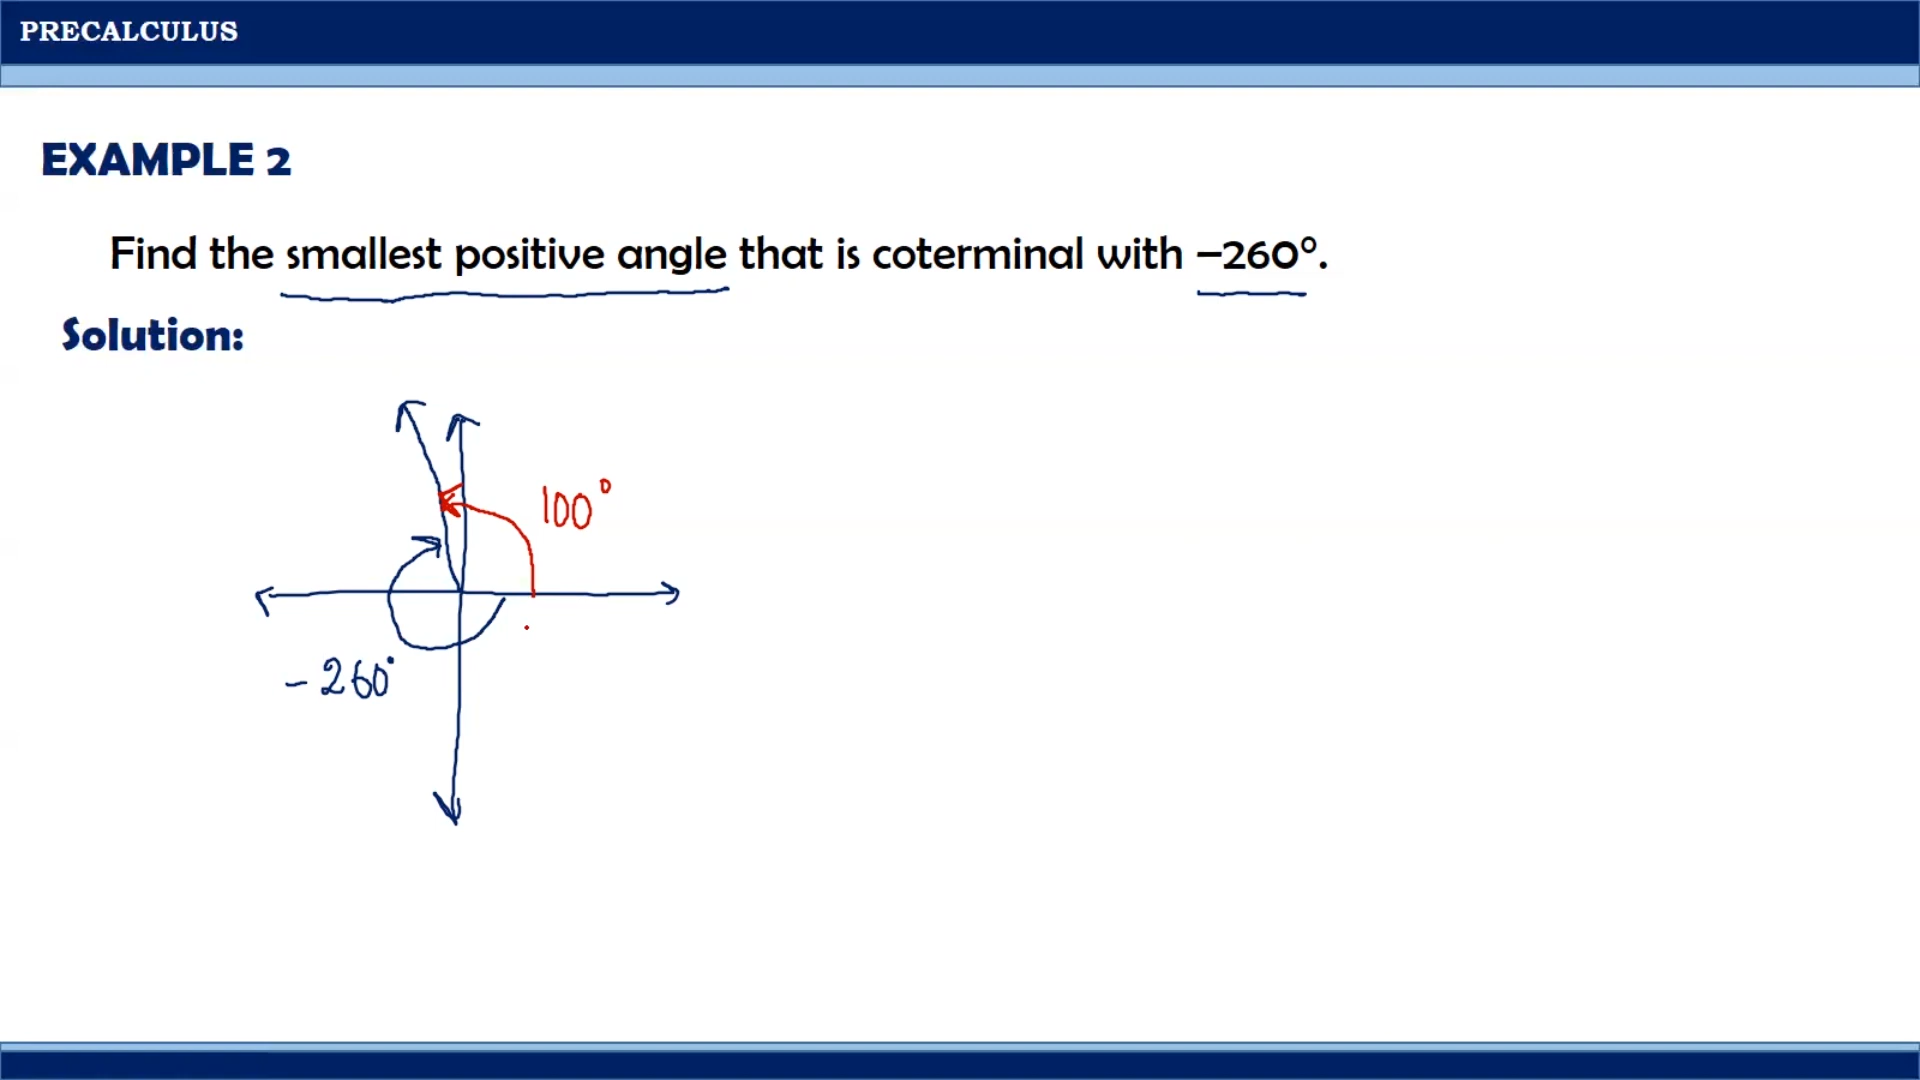 PRECALCULUS
EXAMPLE 2
Find the smallest positive angle that is coterminal with –260°.
Solution:
100°
- 260°